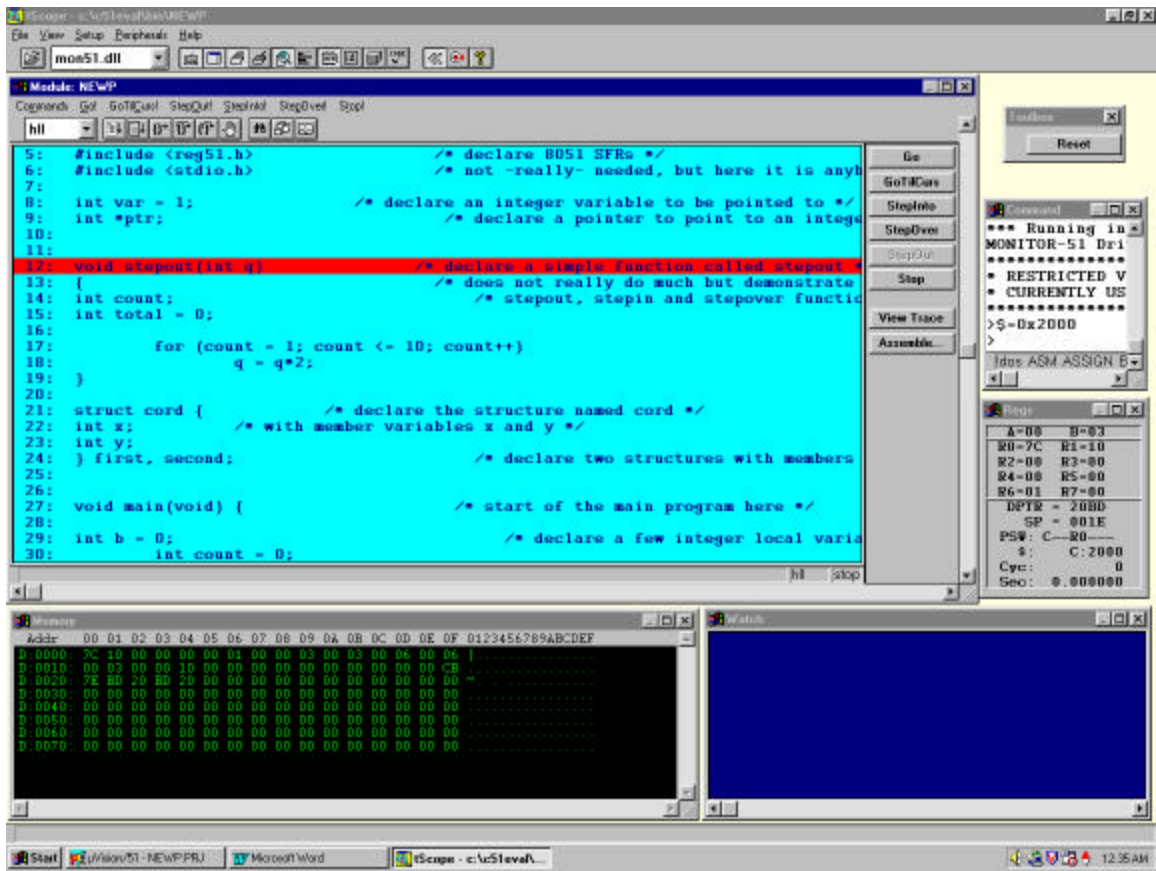 tScope - c:\c51eval\bin\NEWP
File View Setup Peripherals Help
mon51.dll
Module: NEWP
Commands Go! GoTilCurs! StepOut! StepInto! StepOver! Stop!
hll
5: #include <reg51.h> /* declare 8051 SFRs */
6: #include <stdio.h> /* not -really- needed, but here it is anyh
7:
8: int var = 1; /* declare an integer variable to be pointed to */
9: int *ptr; /* declare a pointer to point to an intege
10:
11:
12: void stepout(int q) /* declare a simple function called stepout *
13: { /* does not really do much but demonstrate
14: int count; /* stepout, stepin and stepover functic
15: int total = 0;
16:
17: for (count = 1; count <= 10; count++)
18: q = q*2;
19: }
20:
21: struct cord { /* declare the structure named cord */
22: int x; /* with member variables x and y */
23: int y;
24: } first, second; /* declare two structures with members
25:
26:
27: void main(void) { /* start of the main program here */
28:
29: int b = 0; /* declare a few integer local varia
30: int count = 0;
hll stop
Go
GoTilCurs
StepInto
StepOver
StepOut
Stop
View Trace
Assemble...
Toolbox
Reset
Command
*** Running in
MONITOR-51 Dri
**************
* RESTRICTED V
* CURRENTLY US
**************
>$=0x2000
>
!dos ASM ASSIGN B
Regs
A=00 B=03
R0=7C R1=10
R2=00 R3=00
R4=00 R5=00
R6=01 R7=00
DPTR = 20BD
SP = 001E
PSW: C--R0---
$: C:2000
Cyc: 0
Sec: 0.000000
Memory
Addr 00 01 02 03 04 05 06 07 08 09 0A 0B 0C 0D 0E 0F 0123456789ABCDEF
D:0000: 7C 10 00 00 00 00 01 00 00 03 00 03 00 06 00 06 |...............
D:0010: 00 03 00 00 10 00 00 00 00 00 00 00 00 00 00 CB ................
D:0020: 7E BD 20 BD 20 00 00 00 00 00 00 00 00 00 00 00 ~
D:0030: 00 00 00 00 00 00 00 00 00 00 00 00 00 00 00 00 ................
D:0040: 00 00 00 00 00 00 00 00 00 00 00 00 00 00 00 00 ................
D:0050: 00 00 00 00 00 00 00 00 00 00 00 00 00 00 00 00 ................
D:0060: 00 00 00 00 00 00 00 00 00 00 00 00 00 00 00 00 ................
D:0070: 00 00 00 00 00 00 00 00 00 00 00 00 00 00 00 00 ................
Watch
Start µVision/51 - NEWP.PRJ Microsoft Word tScope - c:\c51eval\... 12:35 AM